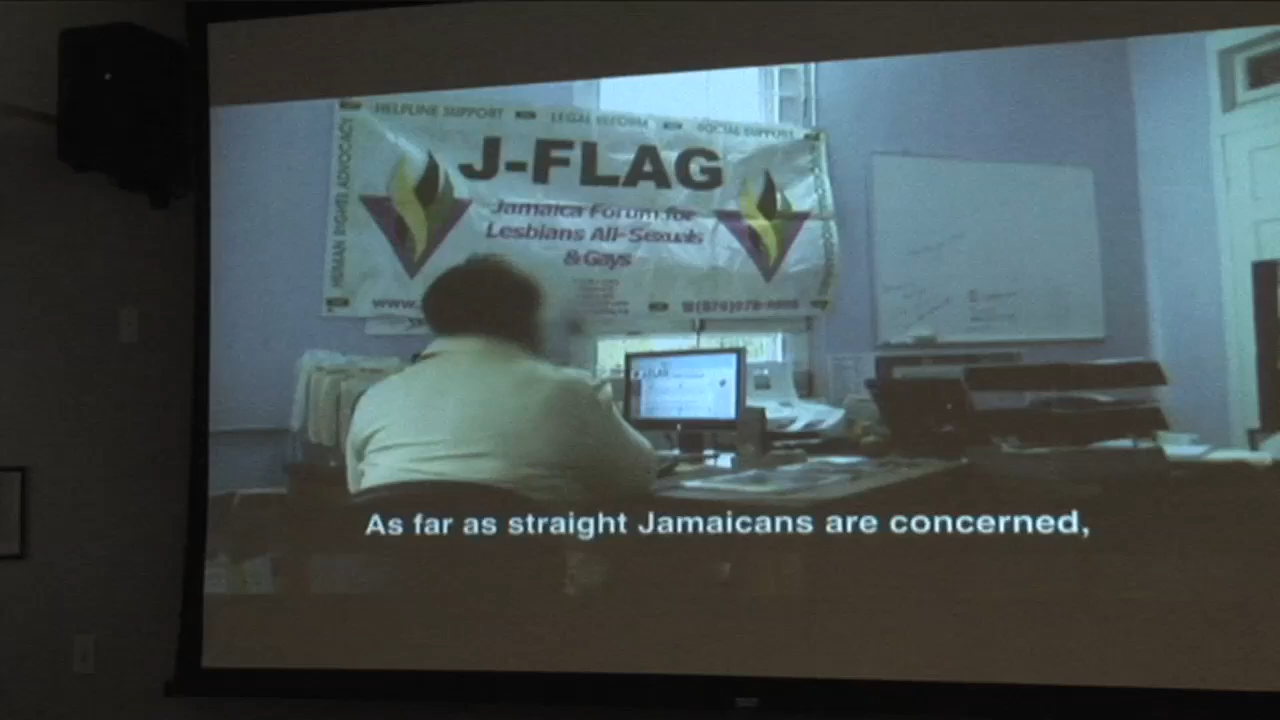 HELPLINE SUPPORT LEGAL REFORM SOCIAL SUPPORT
HUMAN RIGHTS ADVOCACY
J-FLAG
Jamaica Forum for
Lesbians All-Sexuals
& Gays
www.
As far as straight Jamaicans are concerned,